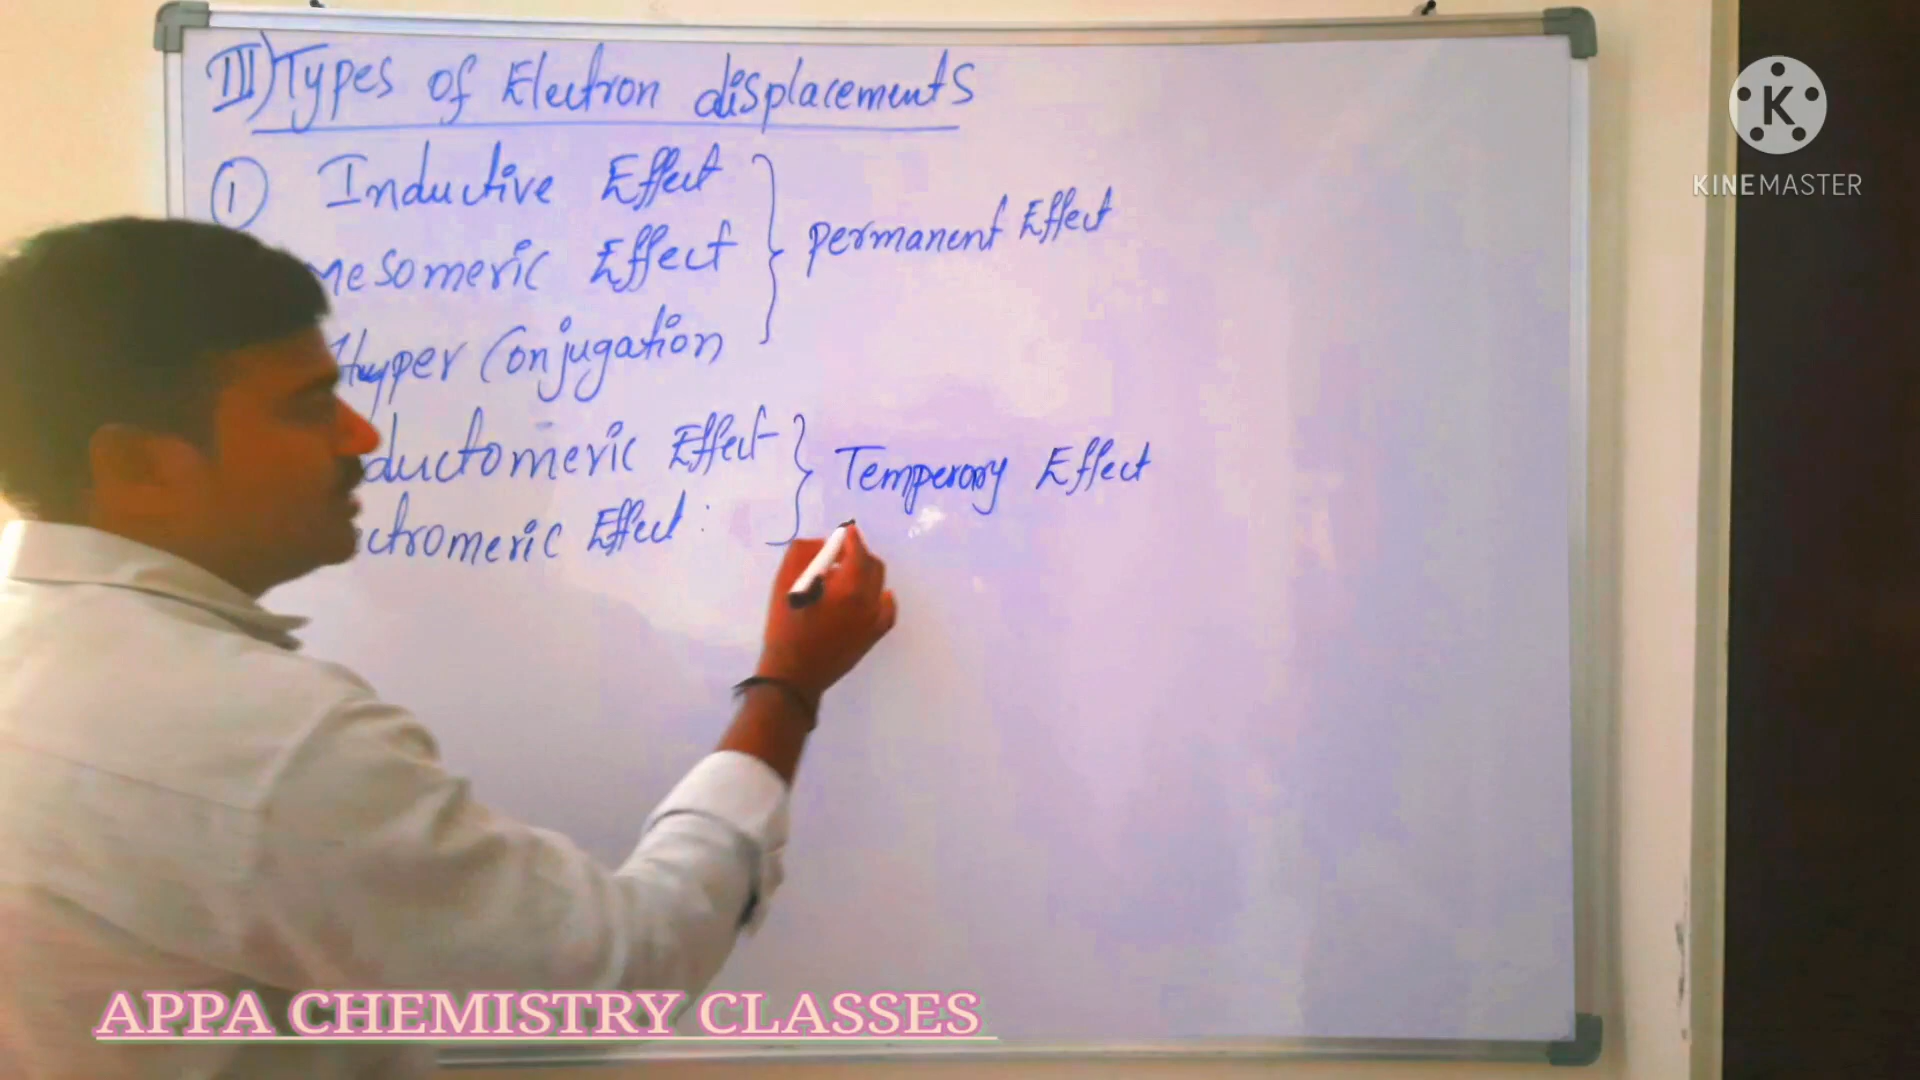 III) Types of Electron displacements
① Inductive Effect
mesomeric Effect
Hyper Conjugation
permanent Effect
ductomeric Effect
ctromeric Effect :
Temperory Effect
K
KINEMASTER
APPA CHEMISTRY CLASSES